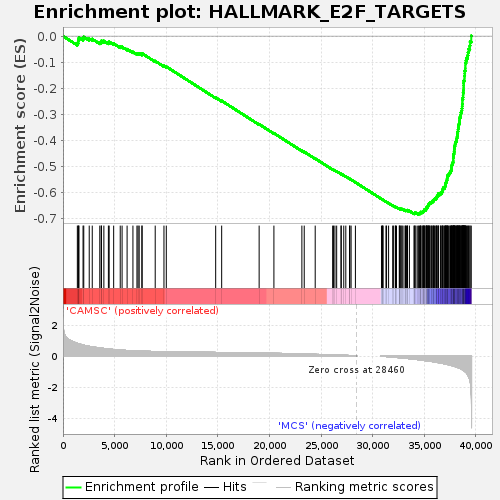 Enrichment plot: HALLMARK_E2F_TARGETS
Enrichment score (ES)
0.0
-0.1
-0.2
-0.3
-0.4
-0.5
-0.6
-0.7
'CAMSC' (positively correlated)
Ranked list metric (Signal2Noise)
2
0
-2
-4
Zero cross at 28460
'MCS' (negatively correlated)
0
5,000
10,000
15,000
20,000
25,000
30,000
35,000
40,000
Rank in Ordered Dataset
Enrichment profile
Hits
Ranking metric scores